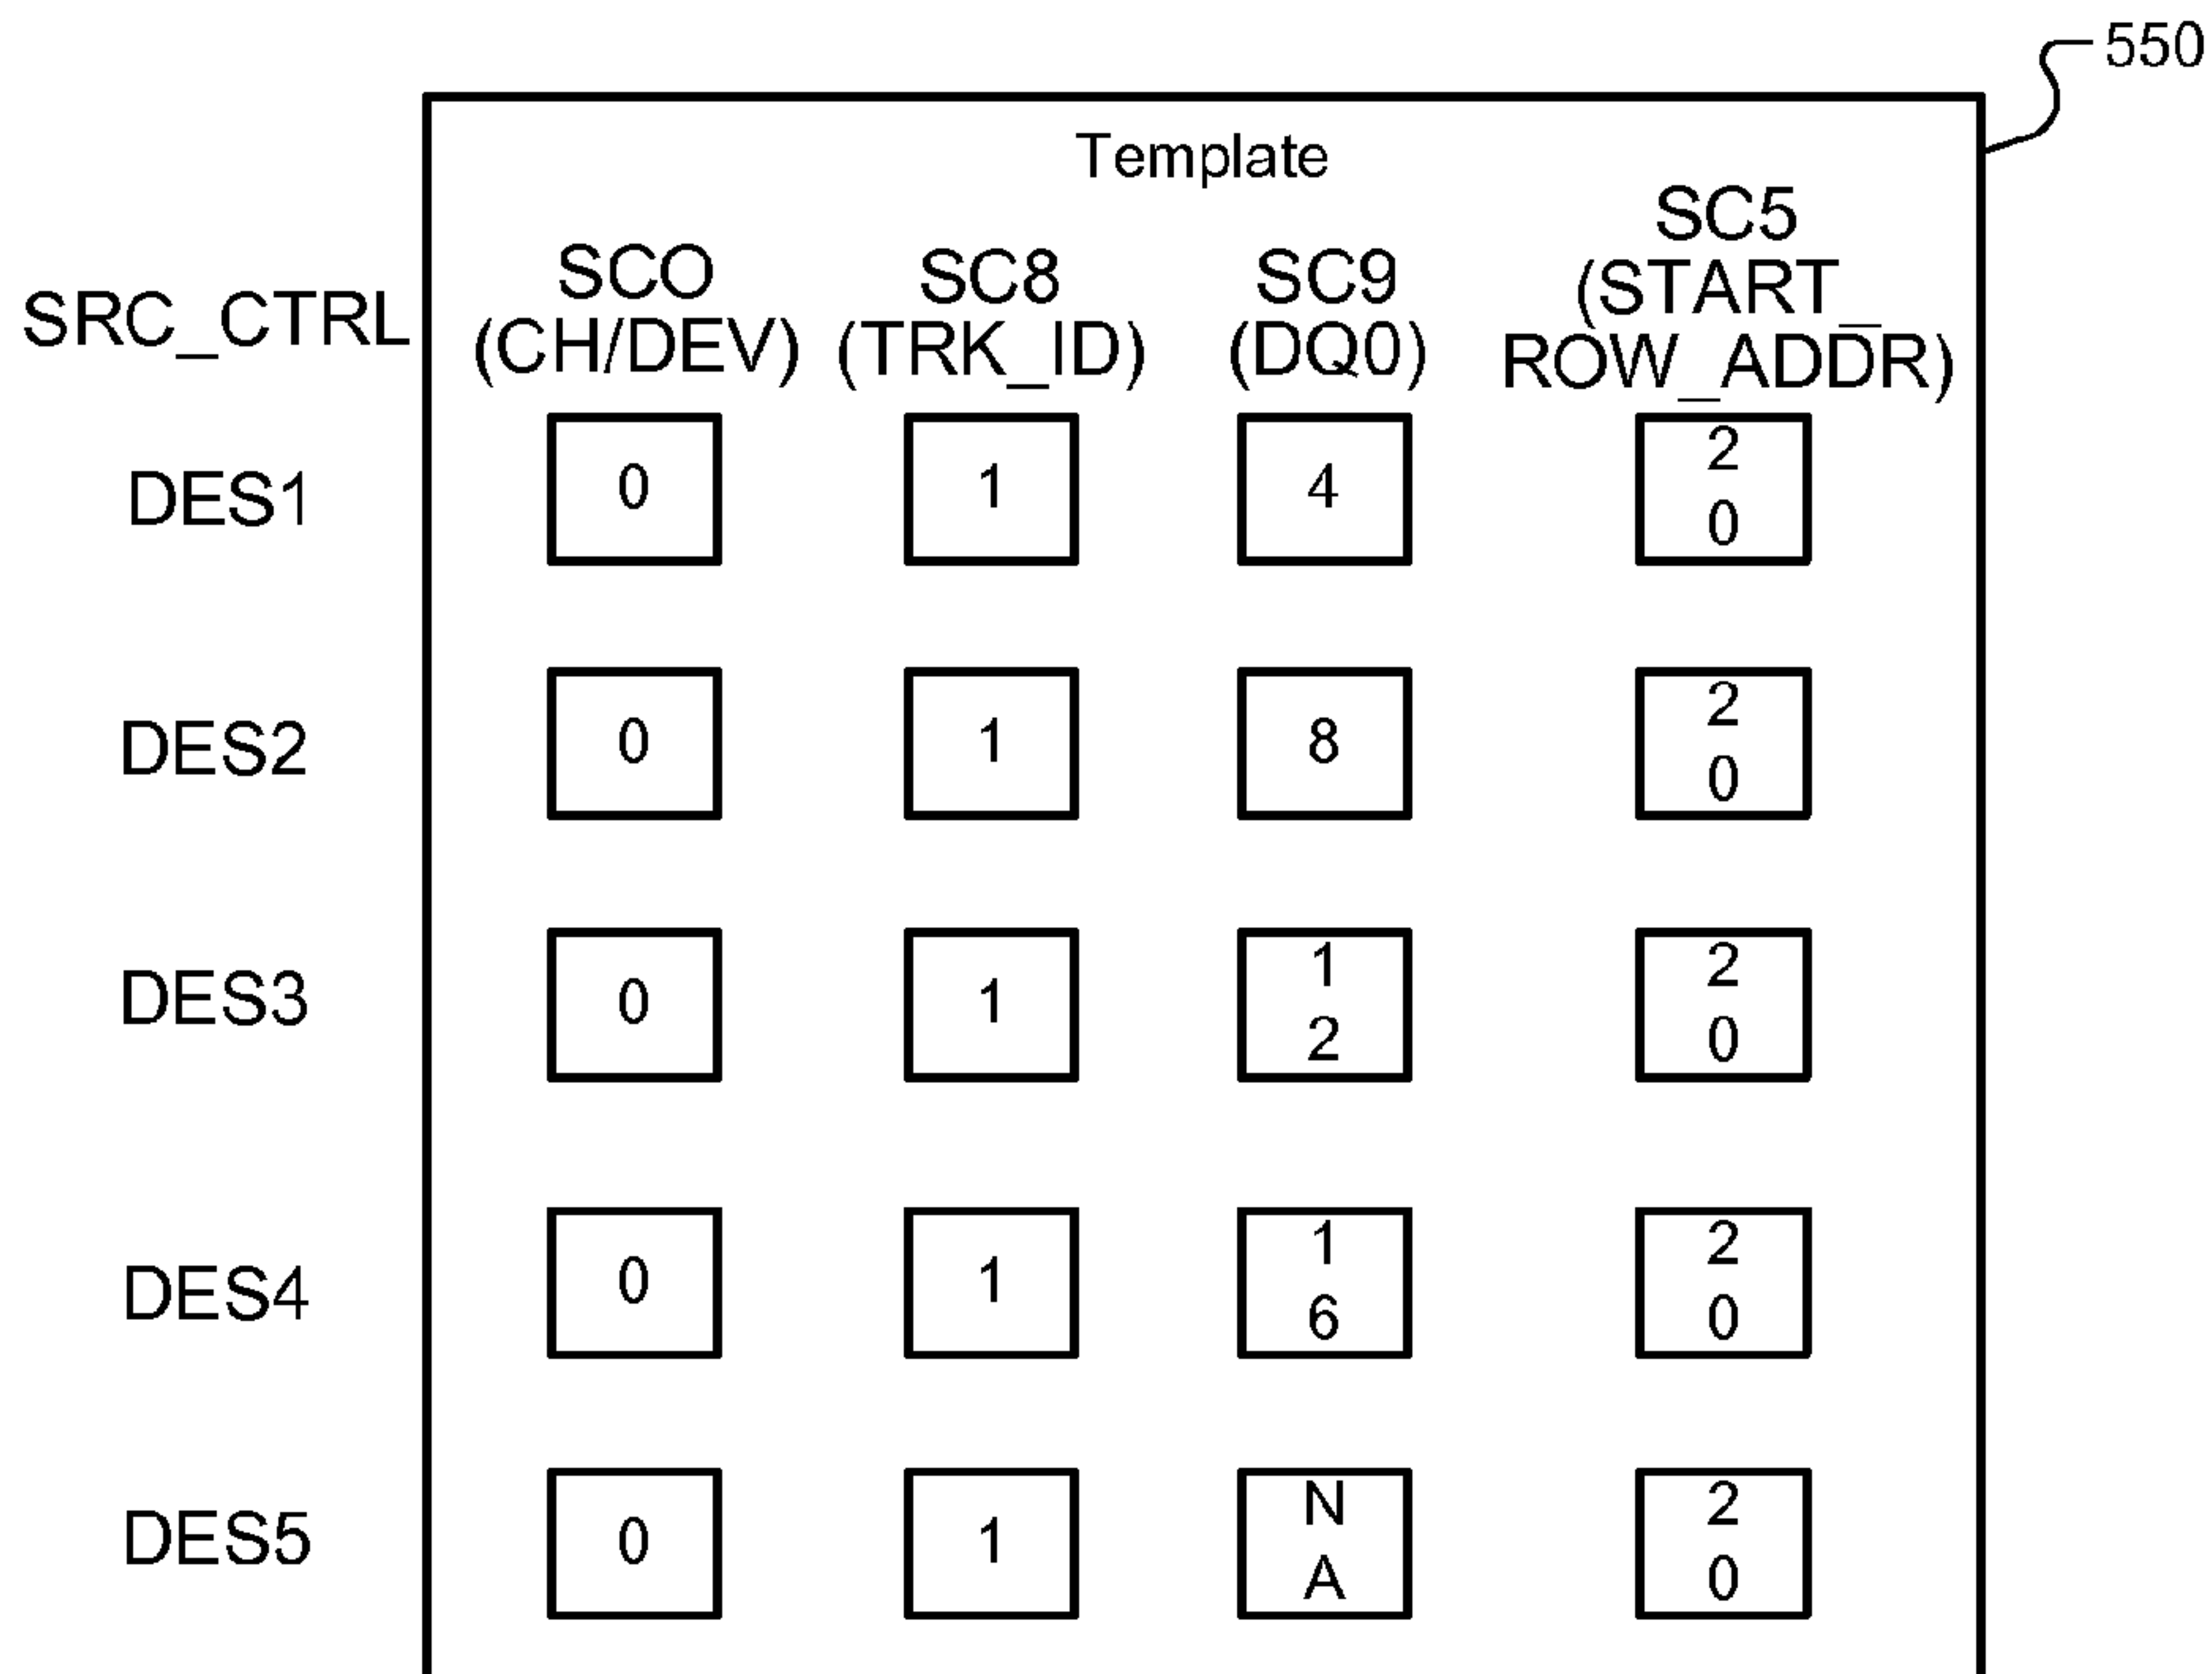 550
Template
SRC_CTRL
SCO
(CH/DEV)
SC8
(TRK_ID)
SC9
(DQ0)
SC5
(START_
ROW_ADDR)
DES1
0
1
4
2
0
DES2
0
1
8
2
0
DES3
0
1
1
2
2
0
DES4
0
1
1
6
2
0
DES5
0
1
N
A
2
0